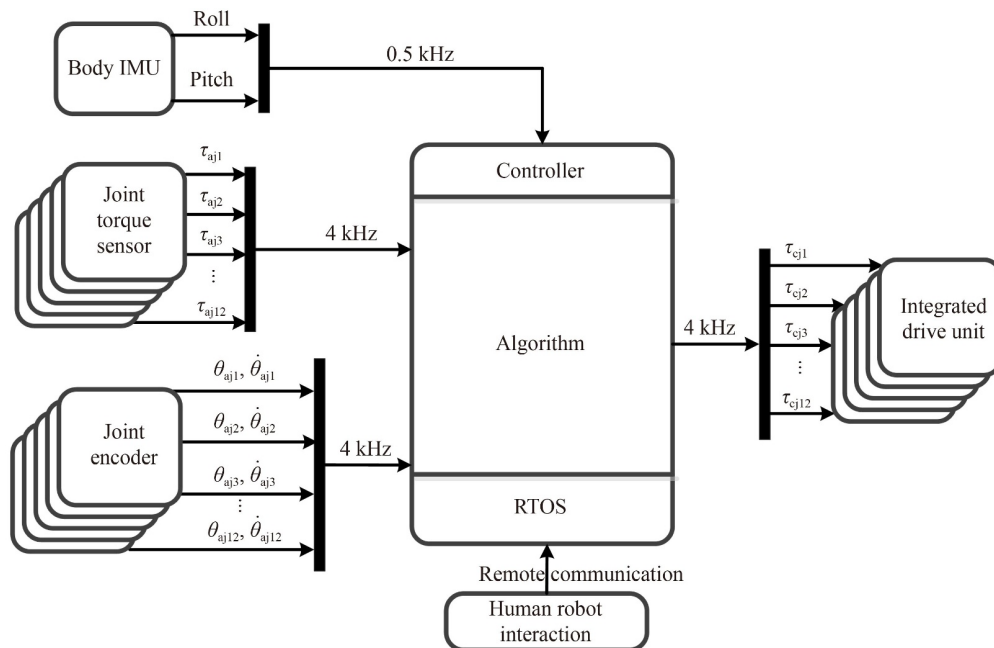 Roll
Body IMU
Pitch
0.5 kHz
τaj1
τaj2
τaj3
⋮
τaj12
Joint
torque
sensor
4 kHz
θaj1, θ̇aj1
θaj2, θ̇aj2
θaj3, θ̇aj3
⋮
θaj12, θ̇aj12
Joint
encoder
4 kHz
Controller
Algorithm
RTOS
Remote communication
Human robot
interaction
4 kHz
τcj1
τcj2
τcj3
⋮
τcj12
Integrated
drive unit